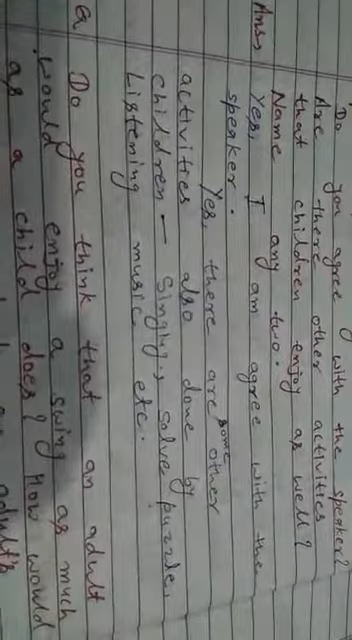 Do you agree with the speaker?
Are there other activities
that children enjoy as well?
Name any two.
Ans, Yes, I am agree with the
speaker.
Yes, there are some other
activities also done by
children - Singing, solve puzzle,
Listening music etc.
Q Do you think that an adult
would enjoy a swing as much
as a child does? How would
adult's